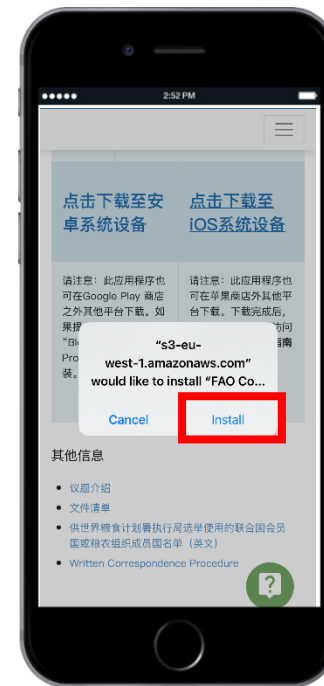 2:52 PM
点击下载至安
卓系统设备
点击下载至
iOS系统设备
请注意：此应用程序也
可在Google Play 商店
之外其他平台下载。如
果提
装。
请注意：此应用程序也
可在苹果商店外其他平
台下载。下载完成后，
访问
指南
“s3-eu-
west-1.amazonaws.com”
would like to install “FAO Co...
Cancel
Install
其他信息
议题介绍
文件清单
供世界粮食计划署执行局选举使用的联合国会员
国或粮农组织成员国名单（英文）
Written Correspondence Procedure